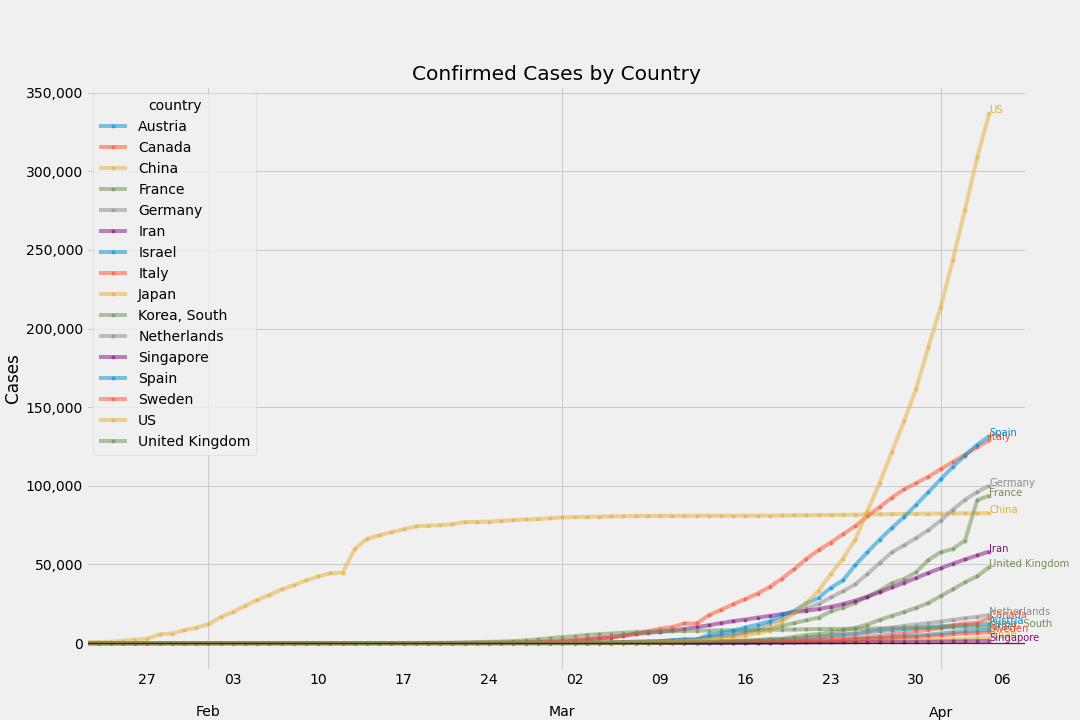 Confirmed Cases by Country
350,000
300,000
250,000
200,000
150,000
100,000
50,000
0
Cases
country
Austria
Canada
China
France
Germany
Iran
Israel
Italy
Japan
Korea, South
Netherlands
Singapore
Spain
Sweden
US
United Kingdom
US
Spain
Italy
Germany
France
China
Iran
United Kingdom
Netherlands
Canada
Austria
South
Sweden
Singapore
27 03 10 17 24 02 09 16 23 30 06
Feb Mar Apr